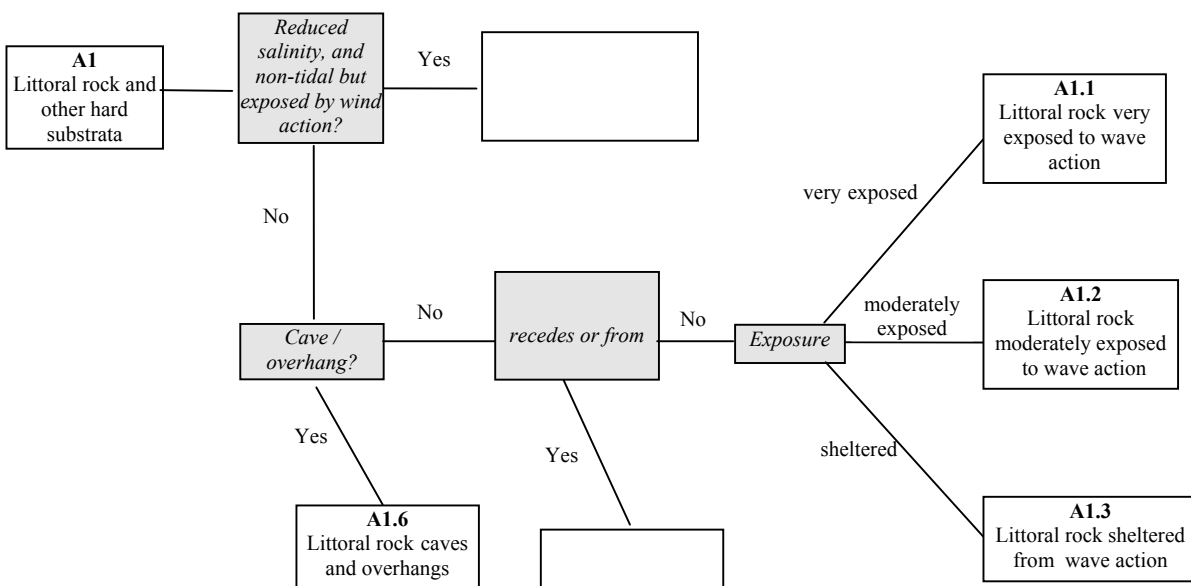 A1
Littoral rock and
other hard
substrata
Reduced
salinity, and
non-tidal but
exposed by wind
action?
Yes
No
A1.1
Littoral rock very
exposed to wave
action
very exposed
Cave /
overhang?
No
recedes or from
No
Exposure
moderately
exposed
A1.2
Littoral rock
moderately exposed
to wave action
Yes
Yes
sheltered
A1.6
Littoral rock caves
and overhangs
A1.3
Littoral rock sheltered
from wave action